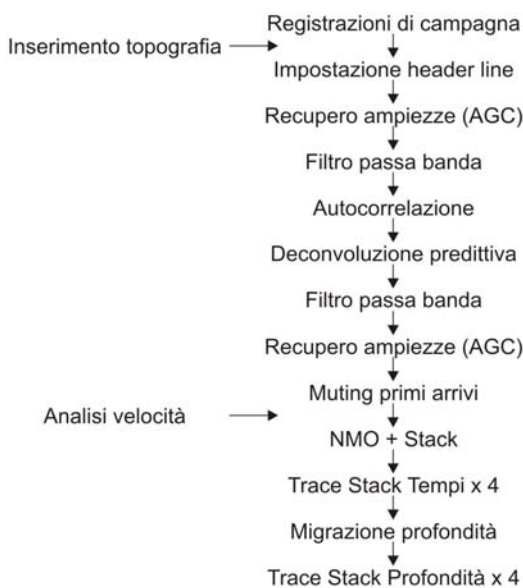 Registrazioni di campagna
Inserimento topografia
Impostazione header line
Recupero ampiezze (AGC)
Filtro passa banda
Autocorrelazione
Deconvoluzione predittiva
Filtro passa banda
Recupero ampiezze (AGC)
Muting primi arrivi
Analisi velocità
NMO + Stack
Trace Stack Tempi x 4
Migrazione profondità
Trace Stack Profondità x 4